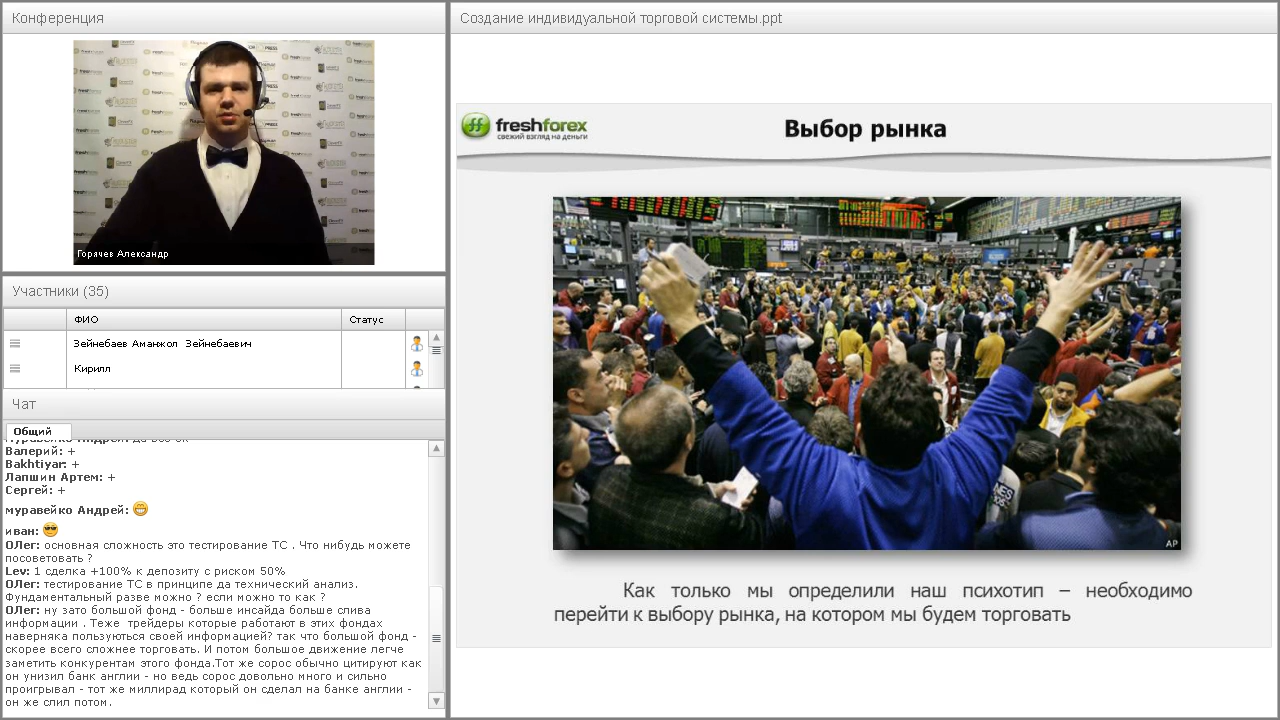 Конференция
Горячев Александр
Участники (35)
ФИО
Статус
Зейнебаев Аманжол Зейнебаевич
Кирилл
Чат
Общий
Валерий: +
Bakhtiyar: +
Лапшин Артем: +
Сергей: +
муравейко Андрей:
иван:
ОЛег: основная сложность это тестирование ТС . Что нибудь можете
посоветовать ?
Lev: 1 сделка +100% к депозиту с риском 50%
ОЛег: тестирование ТС в принципе да технический анализ.
Фундаментальный разве можно ? если можно то как ?
ОЛег: ну зато большой фонд - больше инсайда больше слива
информации . Теже трейдеры которые работают в этих фондах
наверняка пользуються своей информацией? так что большой фонд -
скорее всего сложнее торговать. И потом большое движение легче
заметить конкурентам этого фонда.Тот же сорос обычно цитируют как
он унизил банк англии - но ведь сорос довольно много и сильно
проигрывал - тот же миллирад который он сделал на банке англии -
он же слил потом.
Создание индивидуальной торговой системы.ppt
freshforex
свежий взгляд на деньги
Выбор рынка
AP
Как только мы определили наш психотип – необходимо
перейти к выбору рынка, на котором мы будем торговать